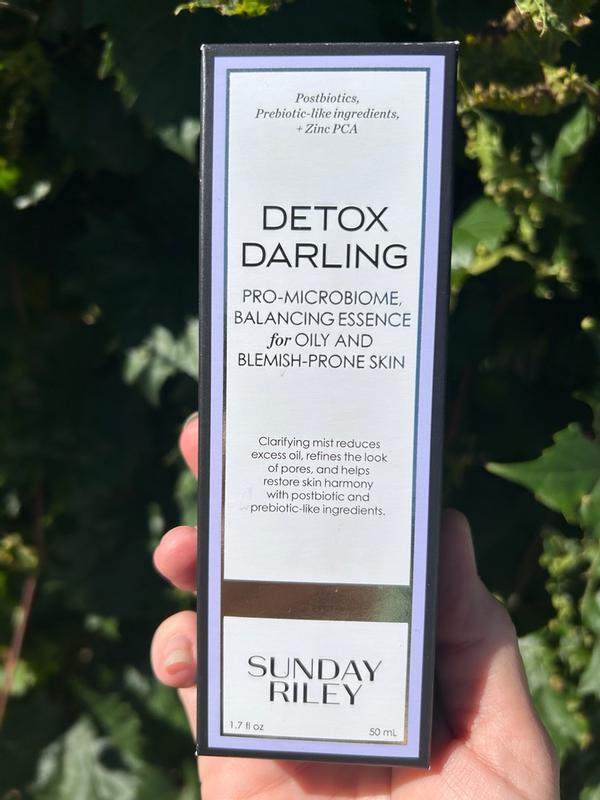 Postbiotics,
Prebiotic-like ingredients,
+ Zinc PCA
DETOX
DARLING
PRO-MICROBIOME,
BALANCING ESSENCE
for OILY AND
BLEMISH-PRONE SKIN
Clarifying mist reduces
excess oil, refines the look
of pores, and helps
restore skin harmony
with postbiotic and
prebiotic-like ingredients.
SUNDAY
RILEY
1.7 fl oz 50 mL